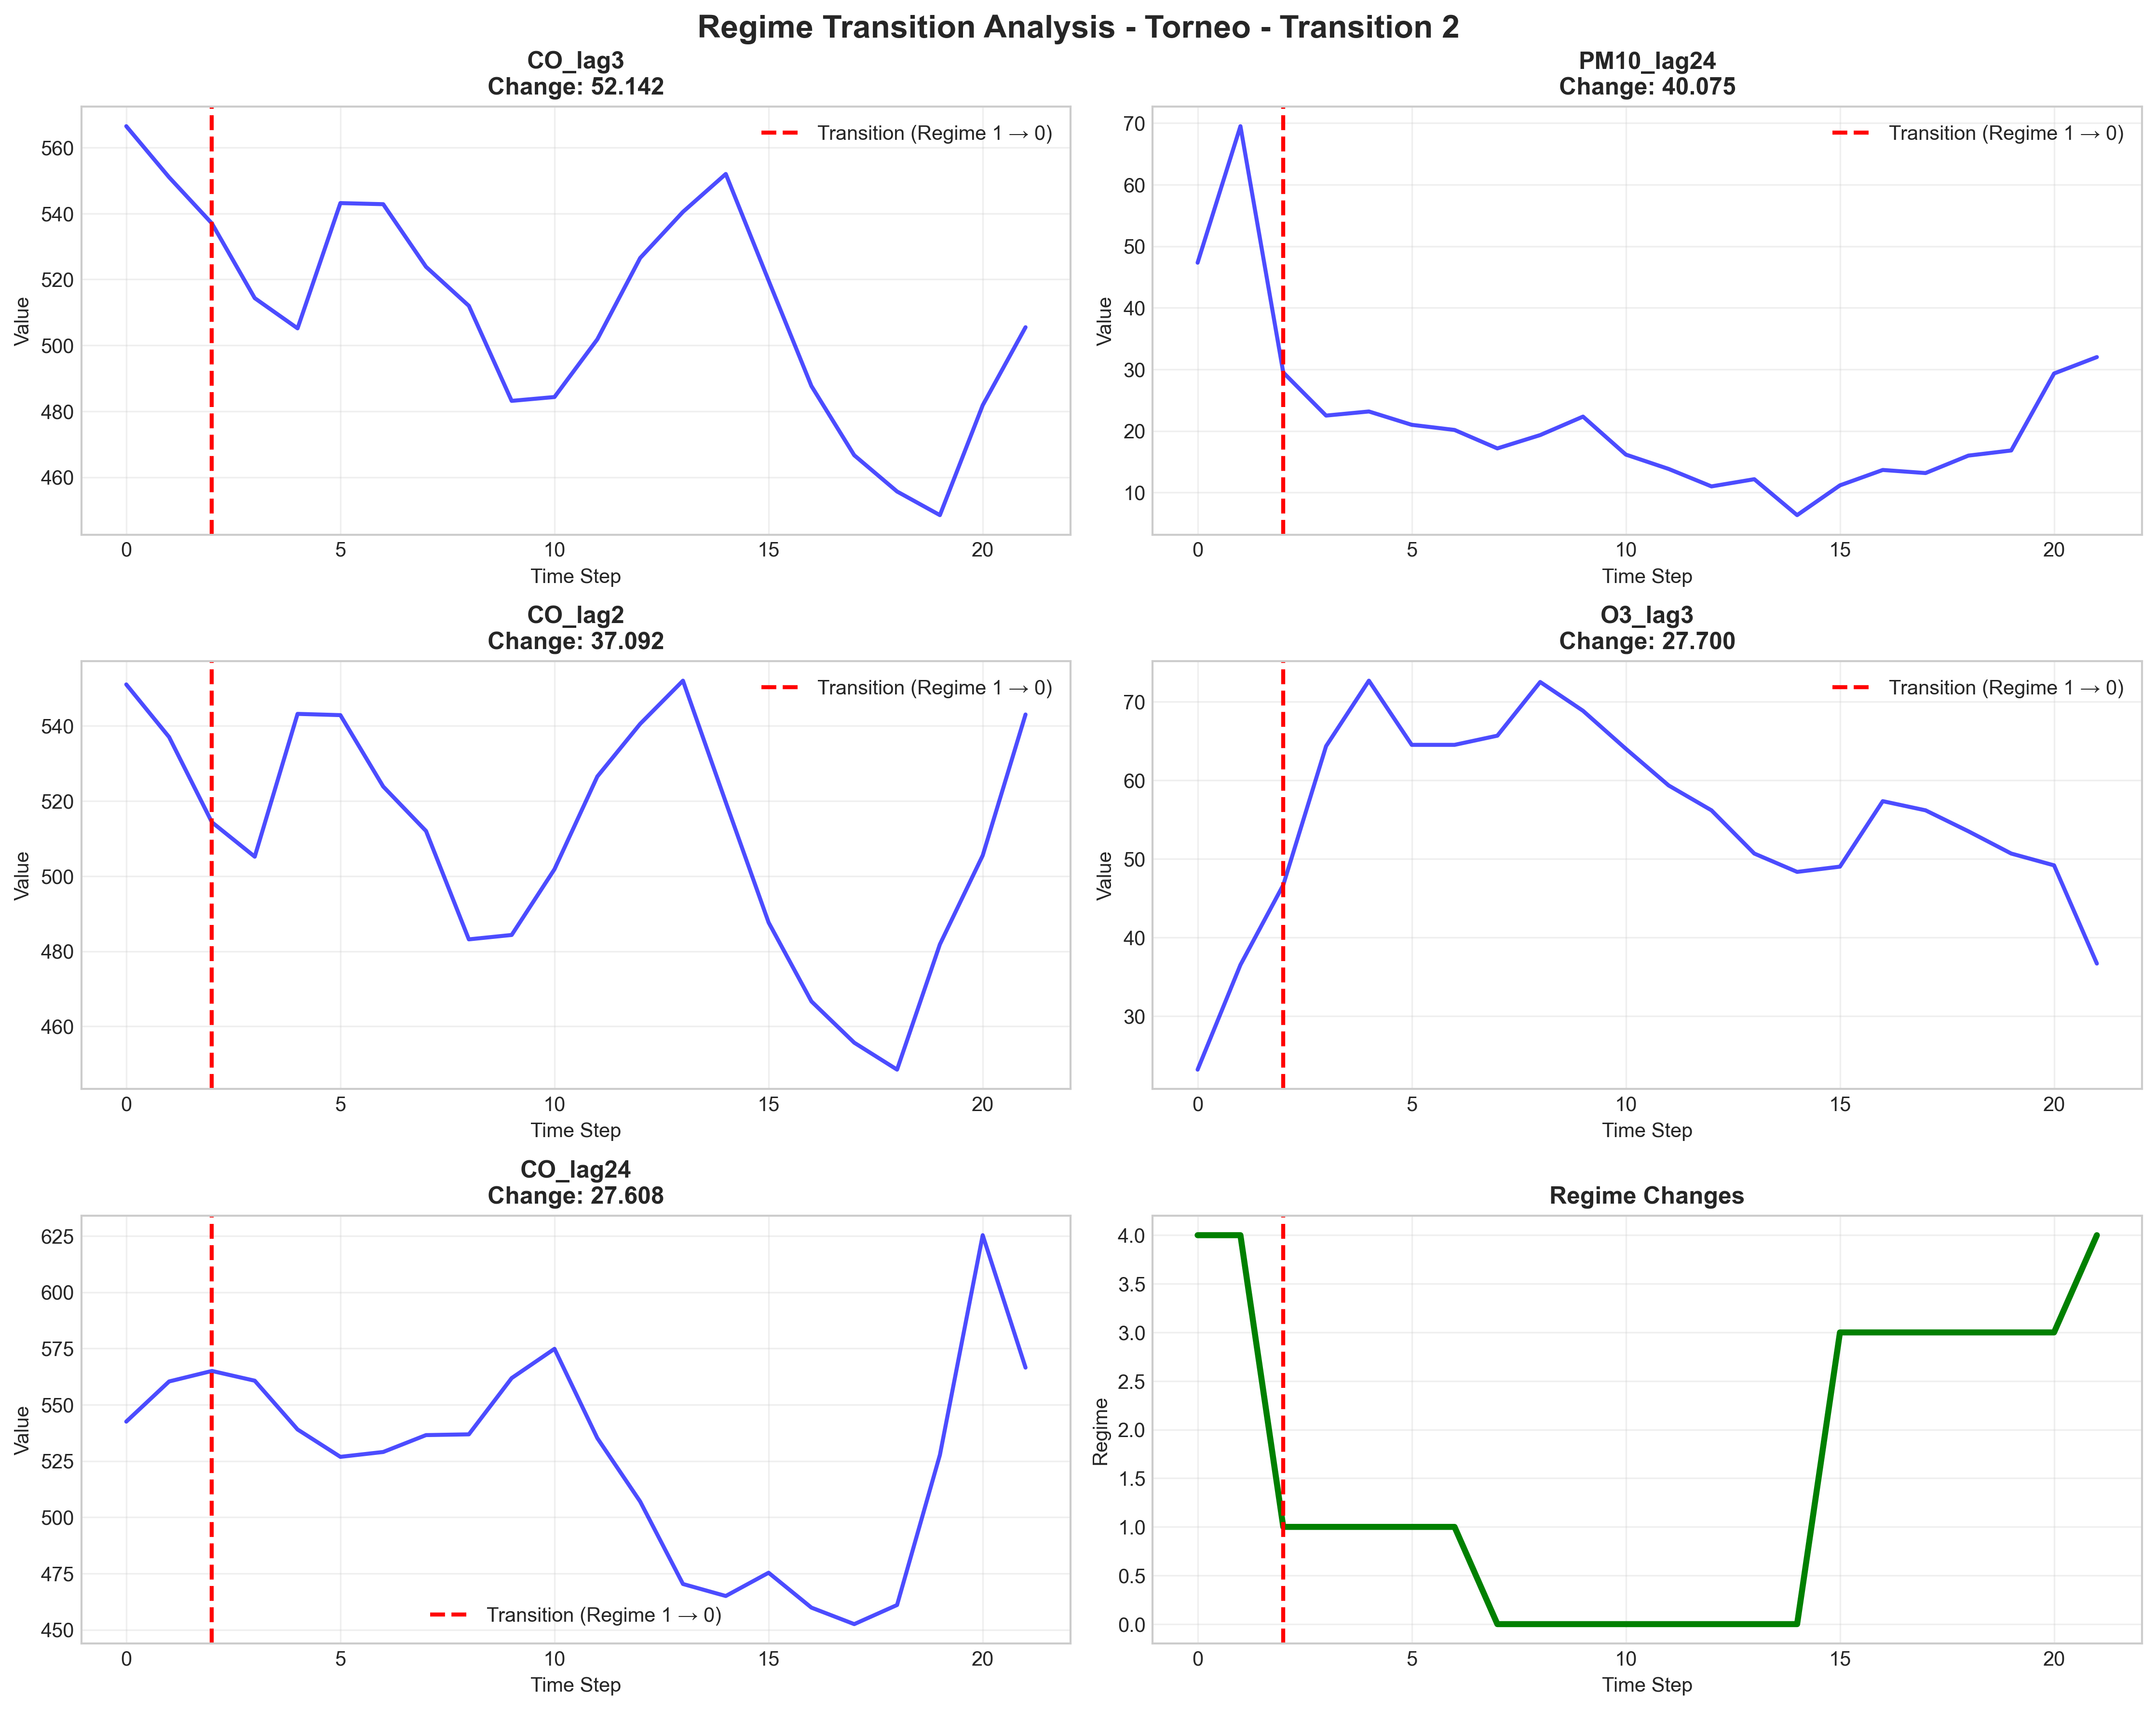 Regime Transition Analysis - Torneo - Transition 2
CO_lag3
Change: 52.142
Transition (Regime 1 → 0)
Value
560
540
520
500
480
460
0 5 10 15 20
Time Step
PM10_lag24
Change: 40.075
Transition (Regime 1 → 0)
Value
70
60
50
40
30
20
10
0 5 10 15 20
Time Step
CO_lag2
Change: 37.092
Transition (Regime 1 → 0)
Value
540
520
500
480
460
0 5 10 15 20
Time Step
O3_lag3
Change: 27.700
Transition (Regime 1 → 0)
Value
70
60
50
40
30
0 5 10 15 20
Time Step
CO_lag24
Change: 27.608
Value
625
600
575
550
525
500
475
450
Transition (Regime 1 → 0)
0 5 10 15 20
Time Step
Regime Changes
Regime
4.0
3.5
3.0
2.5
2.0
1.5
1.0
0.5
0.0
0 5 10 15 20
Time Step